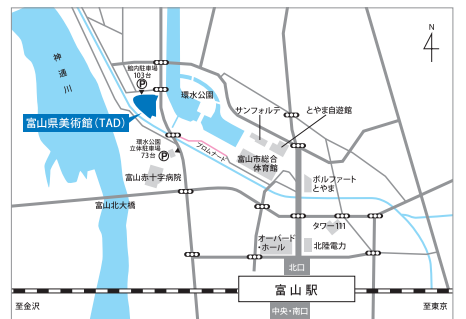 N
神通川
館内駐車場
103台
P
環水公園
サンフォルテ
とやま自遊館
富山県美術館（TAD）
環水公園
立体駐車場
73台 P
ブロムナード
富山市総合
体育館
富山赤十字病院
ボルファート
とやま
富山北大橋
タワー111
オーバード
・ホール
北陸電力
北口
富山駅
至金沢
至東京
中央・南口